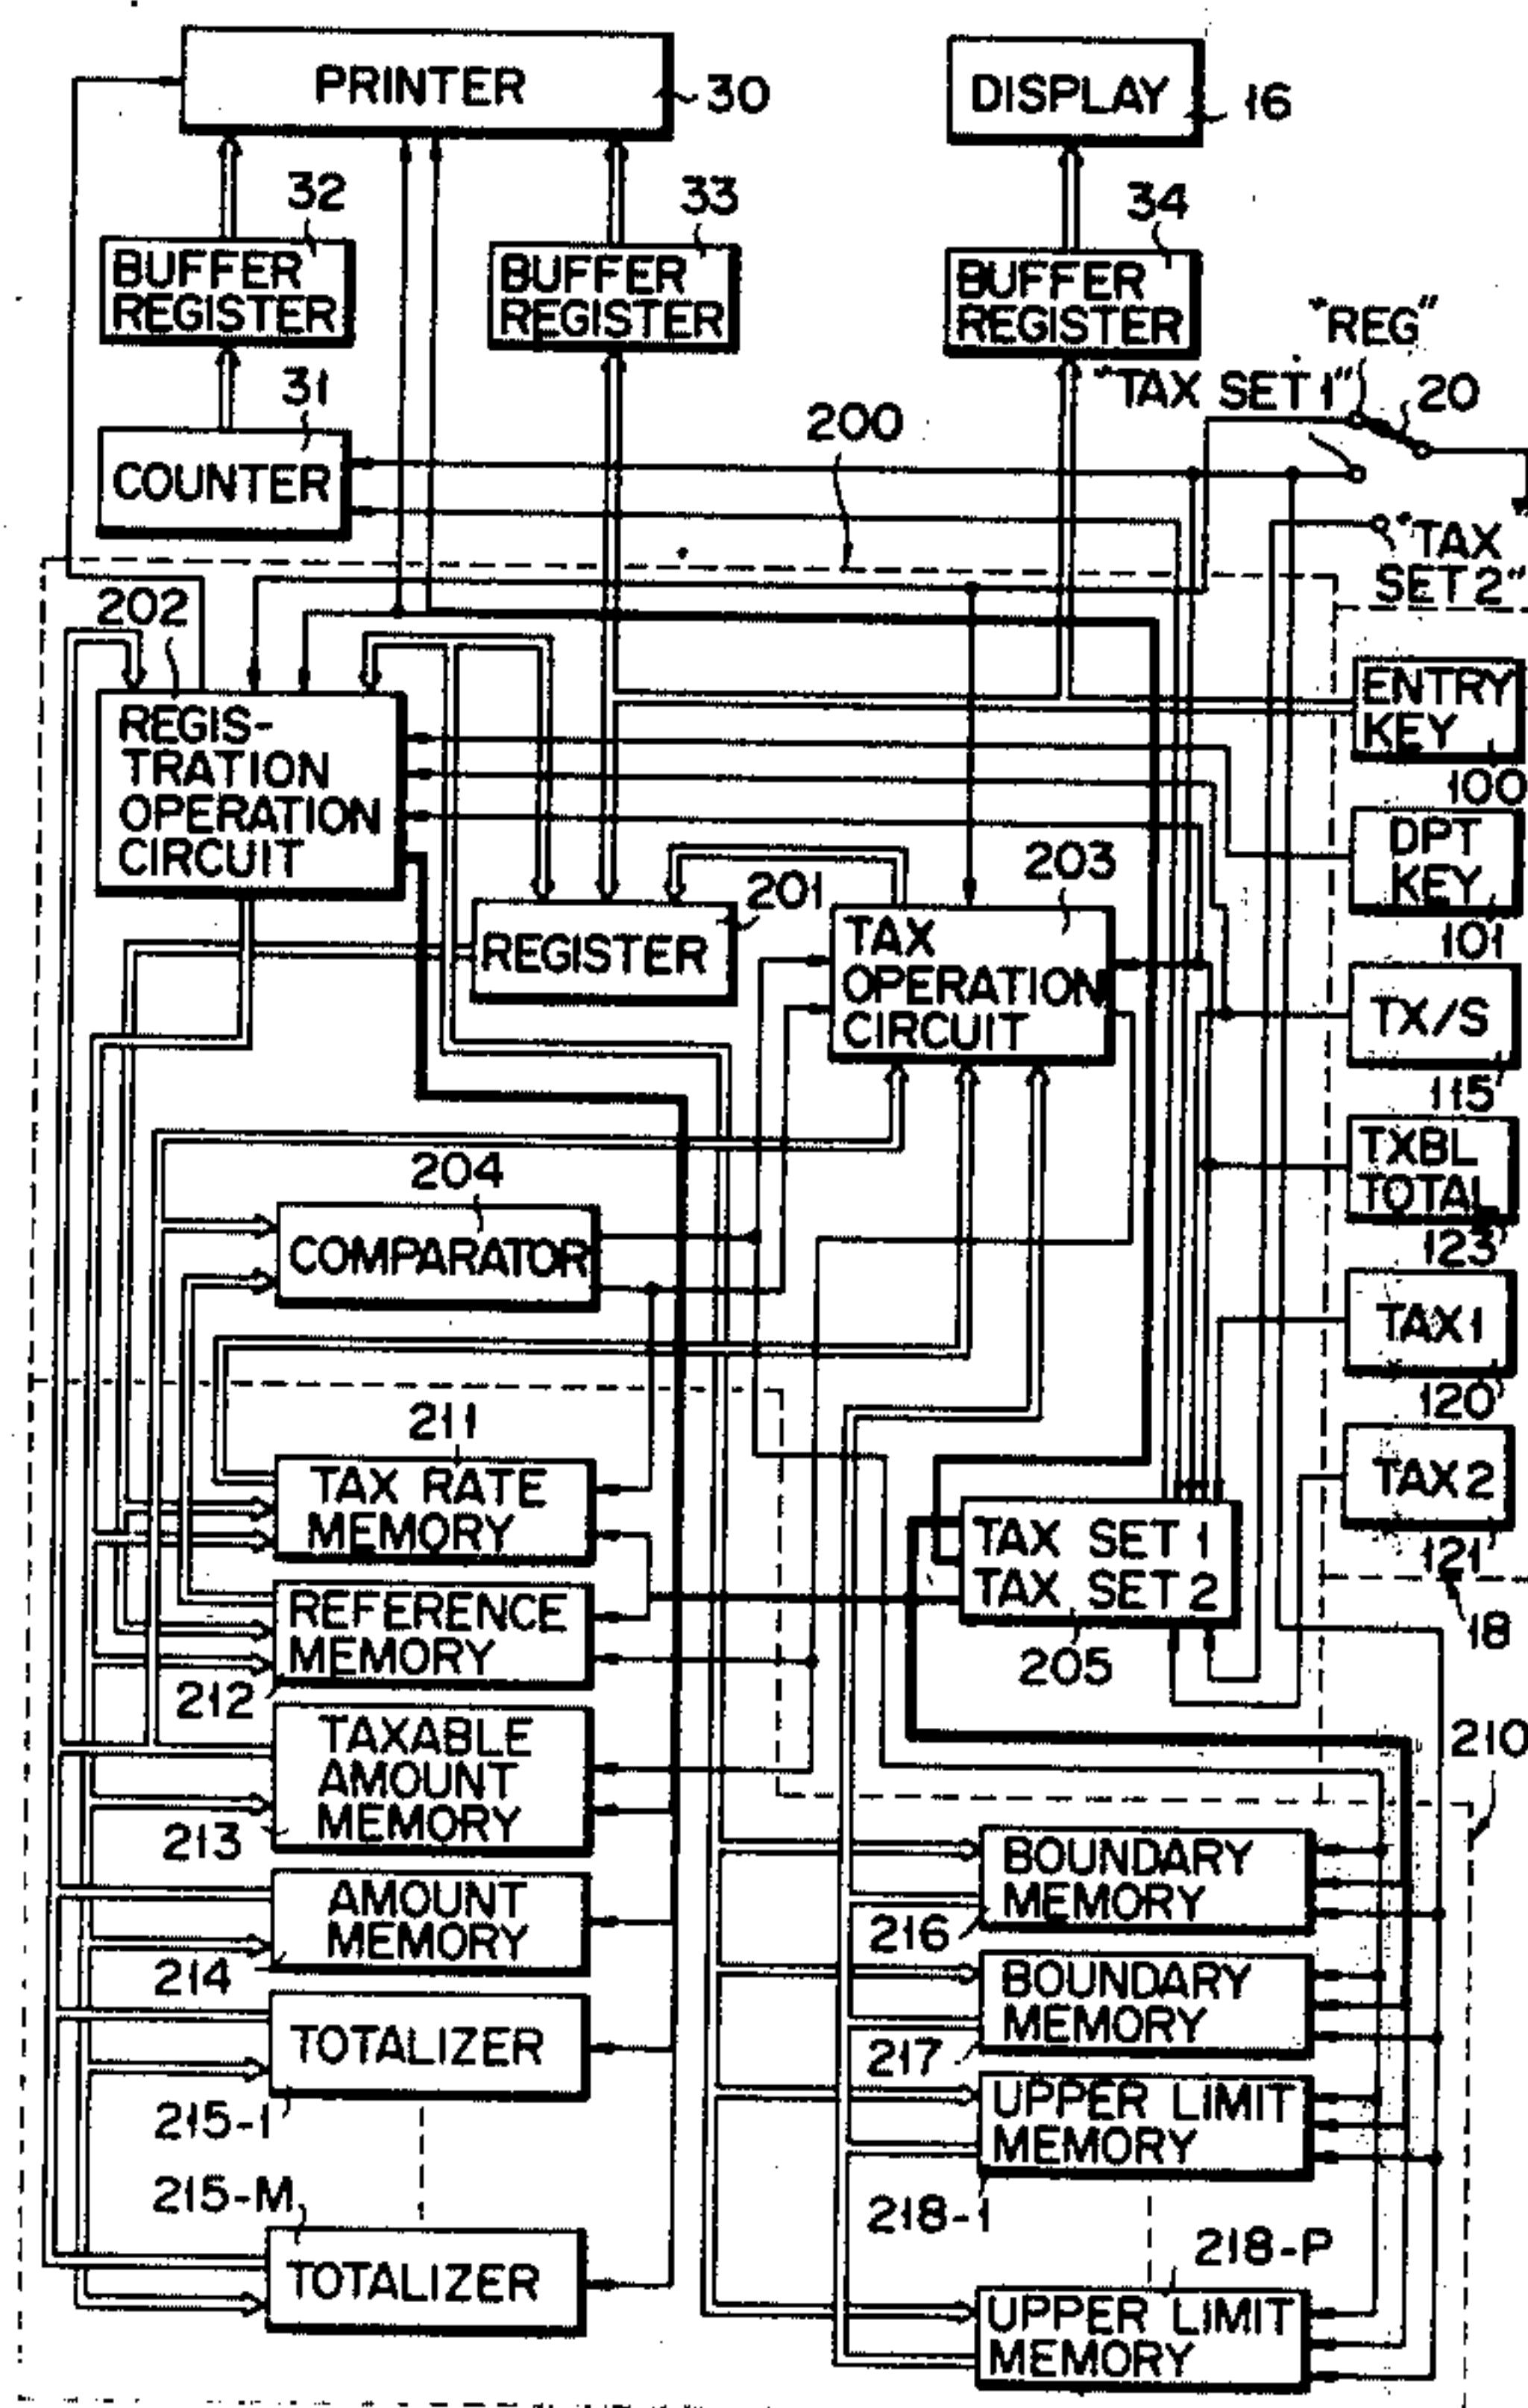 PRINTER
30
DISPLAY
16
32
33
34
BUFFER
REGISTER
BUFFER
REGISTER
BUFFER
REGISTER
"REG"
"TAX SET 1"
20
31
200
COUNTER
"TAX
SET 2"
202
REGIS-
TRATION
OPERATION
CIRCUIT
ENTRY
KEY
100
DPT
KEY
101
203
201
REGISTER
TAX
OPERATION
CIRCUIT
TX/S
115
TXBL
TOTAL
123
204
COMPARATOR
TAX1
120
211
TAX RATE
MEMORY
TAX2
121
TAX SET 1
TAX SET 2
205
18
REFERENCE
MEMORY
212
TAXABLE
AMOUNT
MEMORY
213
210
AMOUNT
MEMORY
214
BOUNDARY
MEMORY
216
BOUNDARY
MEMORY
217
TOTALIZER
215-1
UPPER LIMIT
MEMORY
218-1
215-M
TOTALIZER
218-P
UPPER LIMIT
MEMORY